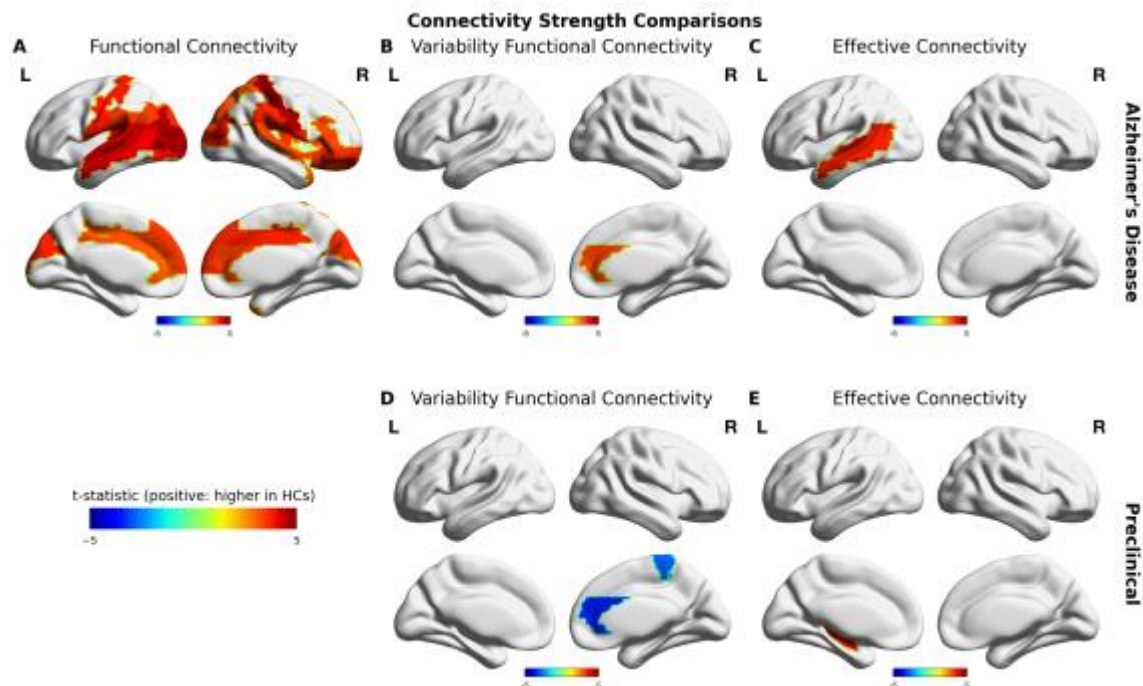 Connectivity Strength Comparisons
A Functional Connectivity
B Variability Functional Connectivity
C Effective Connectivity
L R
L R
L R
Alzheimer's Disease
D Variability Functional Connectivity
E Effective Connectivity
L R
L R
t-statistic (positive: higher in HCs)
−5 5
Preclinical